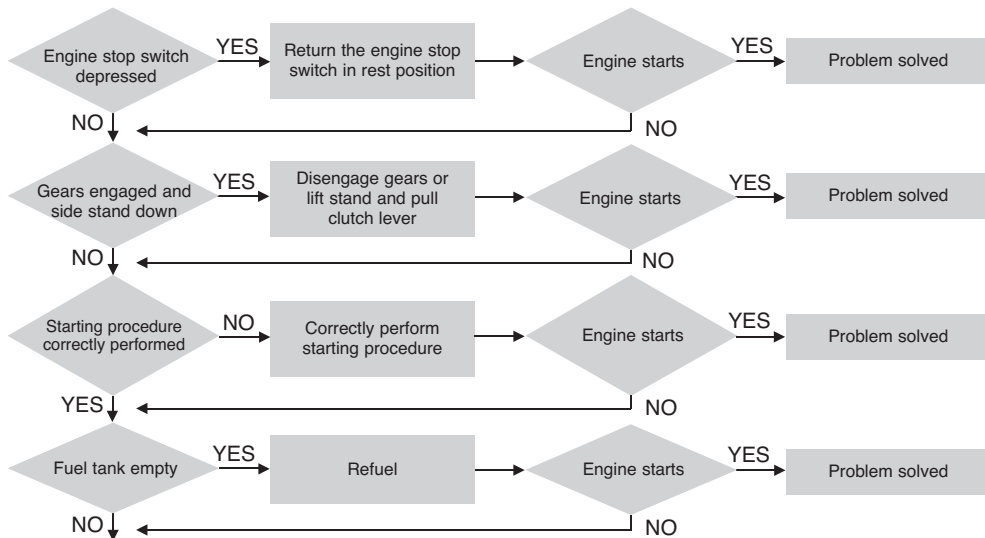 Engine stop switch
depressed
YES
Return the engine stop
switch in rest position
Engine starts
YES
Problem solved
NO
NO
Gears engaged and
side stand down
YES
Disengage gears or
lift stand and pull
clutch lever
Engine starts
YES
Problem solved
NO
NO
Starting procedure
correctly performed
NO
Correctly perform
starting procedure
Engine starts
YES
Problem solved
YES
NO
Fuel tank empty
YES
Refuel
Engine starts
YES
Problem solved
NO
NO